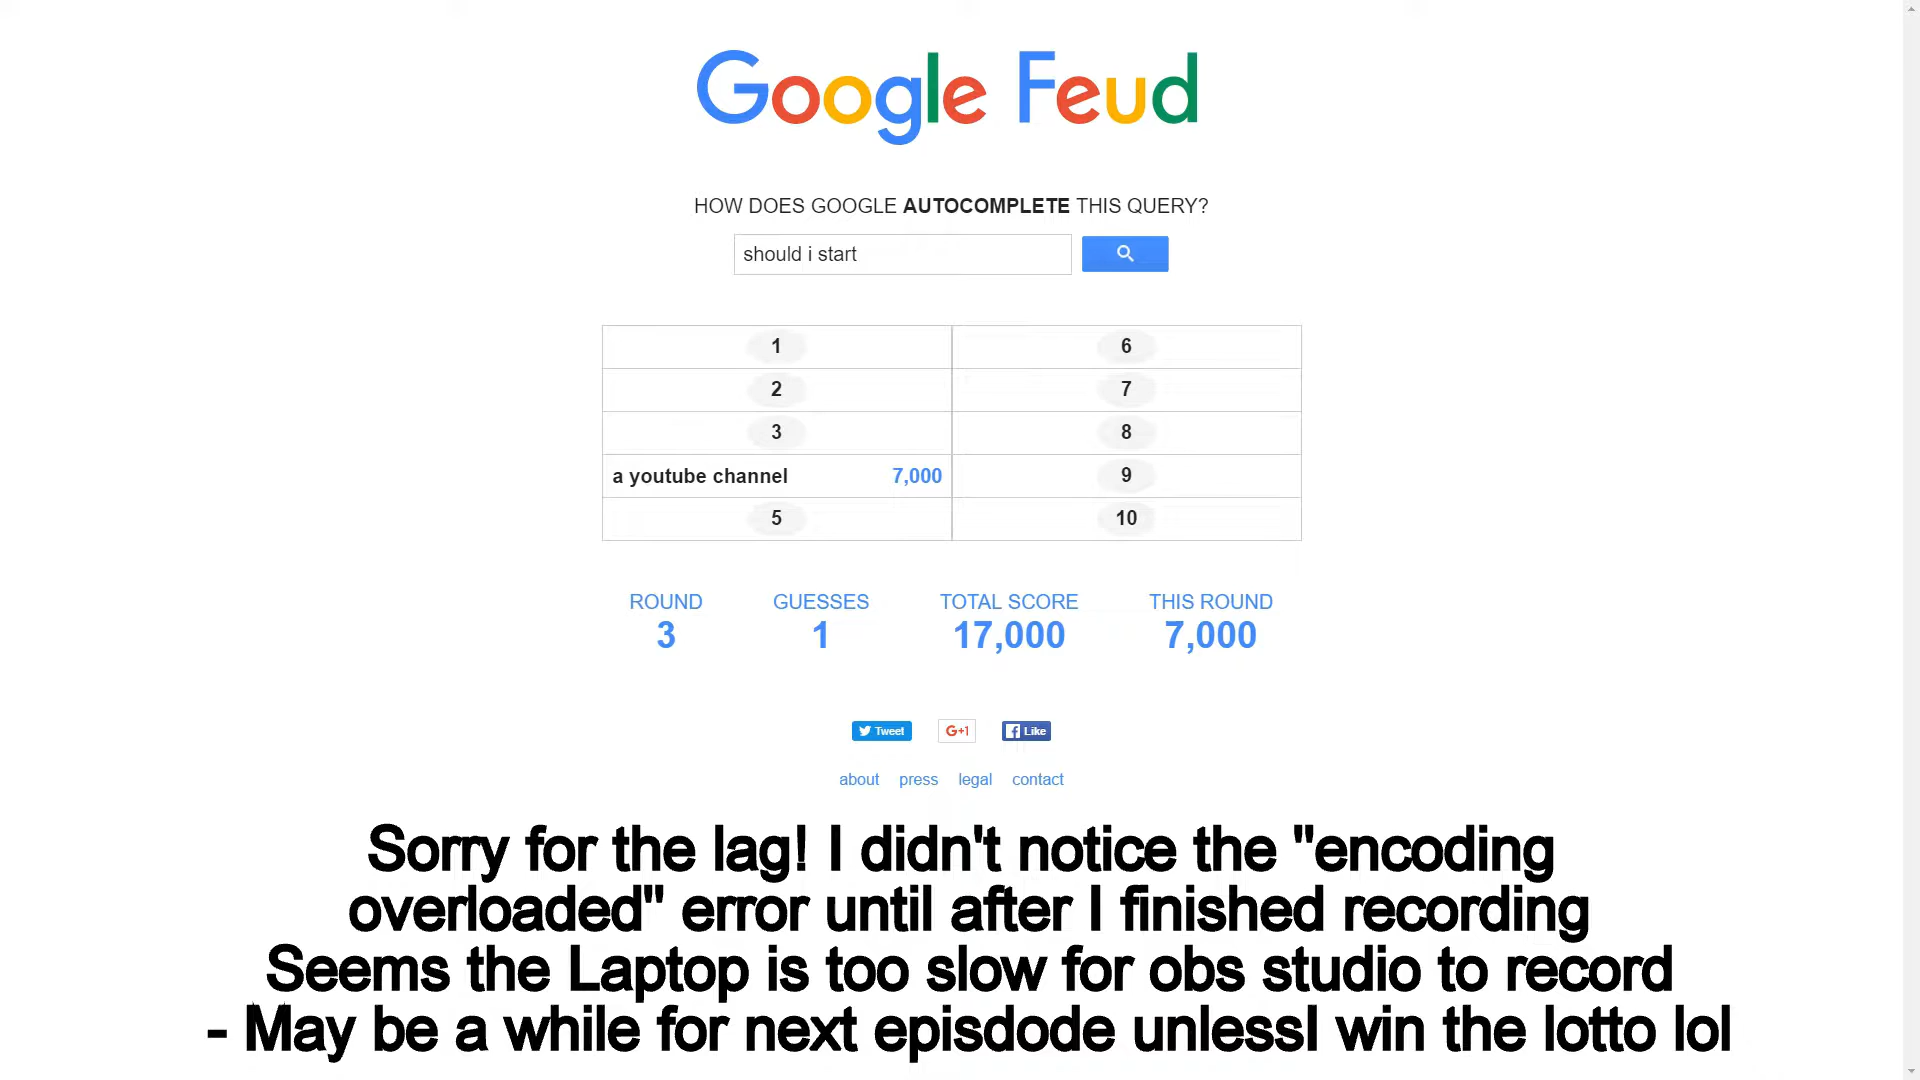 Google Feud
HOW DOES GOOGLE AUTOCOMPLETE THIS QUERY?
should i start
1
6
2
7
3
8
a youtube channel 7,000
9
5
10
ROUND GUESSES TOTAL SCORE THIS ROUND
3 1 17,000 7,000
Tweet G+1 Like
about press legal contact
Sorry for the lag! I didn't notice the "encoding
overloaded" error until after I finished recording
Seems the Laptop is too slow for obs studio to record
- May be a while for next episdode unlessI win the lotto lol